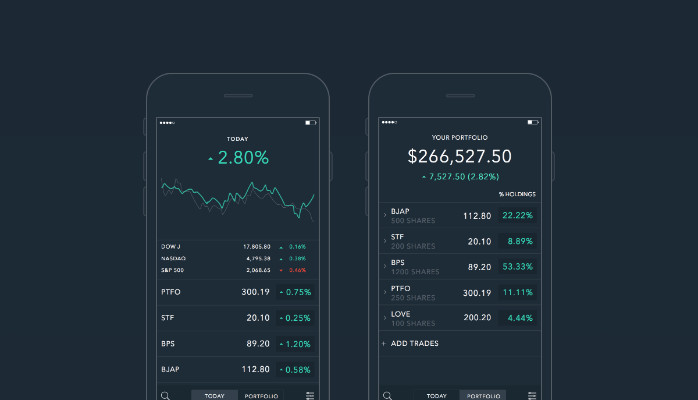 TODAY
2.80%
DOW J 17,805.80 0.16%
NASDAQ 4,795.38 0.38%
S&P 500 2,068.65 0.46%
PTFO 300.19 0.75%
STF 20.10 0.25%
BPS 89.20 1.20%
BJAP 112.80 0.58%
TODAY PORTFOLIO
YOUR PORTFOLIO
$266,527.50
7,527.50 (2.82%)
% HOLDINGS
BJAP 112.80 22.22%
500 SHARES
STF 20.10 8.89%
200 SHARES
BPS 89.20 53.33%
1200 SHARES
PTFO 300.19 11.11%
250 SHARES
LOVE 200.20 4.44%
100 SHARES
+ ADD TRADES
TODAY PORTFOLIO